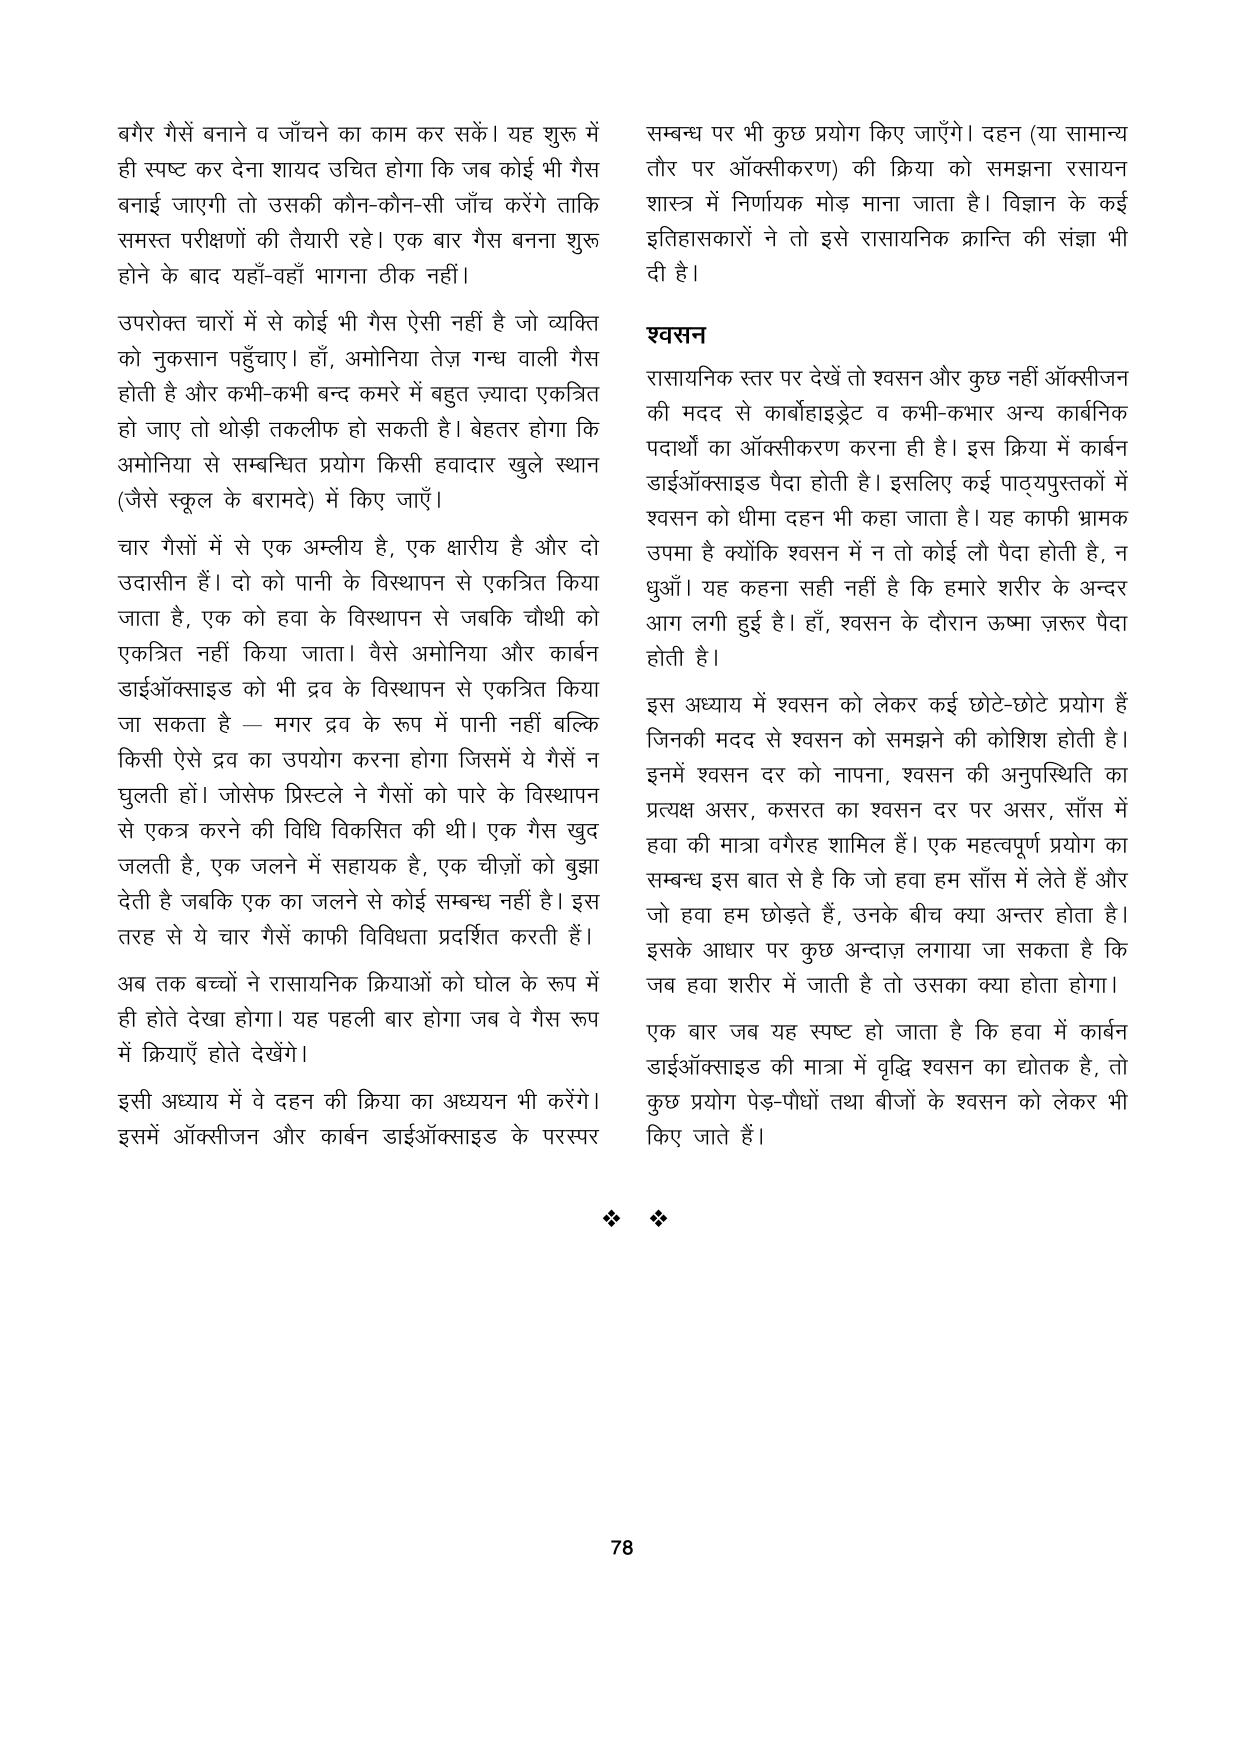 बगैर गैसें बनाने व जाँचने का काम कर सकें। यह शुरू में
ही स्पष्ट कर देना शायद उचित होगा कि जब कोई भी गैस
बनाई जाएगी तो उसकी कौन-कौन-सी जाँच करेंगे ताकि
समस्त परीक्षणों की तैयारी रहे। एक बार गैस बनना शुरू
होने के बाद यहाँ-वहाँ भागना ठीक नहीं।
उपरोक्त चारों में से कोई भी गैस ऐसी नहीं है जो व्यक्ति
को नुकसान पहुँचाए। हाँ, अमोनिया तेज़ गन्ध वाली गैस
होती है और कभी-कभी बन्द कमरे में बहुत ज़्यादा एकत्रित
हो जाए तो थोड़ी तकलीफ हो सकती है। बेहतर होगा कि
अमोनिया से सम्बन्धित प्रयोग किसी हवादार खुले स्थान
(जैसे स्कूल के बरामदे) में किए जाएँ।
चार गैसों में से एक अम्लीय है, एक क्षारीय है और दो
उदासीन हैं। दो को पानी के विस्थापन से एकत्रित किया
जाता है, एक को हवा के विस्थापन से जबकि चौथी को
एकत्रित नहीं किया जाता। वैसे अमोनिया और कार्बन
डाईऑक्साइड को भी द्रव के विस्थापन से एकत्रित किया
जा सकता है — मगर द्रव के रूप में पानी नहीं बल्कि
किसी ऐसे द्रव का उपयोग करना होगा जिसमें ये गैसें न
घुलती हों। जोसेफ प्रिस्टले ने गैसों को पारे के विस्थापन
से एकत्र करने की विधि विकसित की थी। एक गैस खुद
जलती है, एक जलने में सहायक है, एक चीज़ों को बुझा
देती है जबकि एक का जलने से कोई सम्बन्ध नहीं है। इस
तरह से ये चार गैसें काफी विविधता प्रदर्शित करती हैं।
अब तक बच्चों ने रासायनिक क्रियाओं को घोल के रूप में
ही होते देखा होगा। यह पहली बार होगा जब वे गैस रूप
में क्रियाएँ होते देखेंगे।
इसी अध्याय में वे दहन की क्रिया का अध्ययन भी करेंगे।
इसमें ऑक्सीजन और कार्बन डाईऑक्साइड के परस्पर
सम्बन्ध पर भी कुछ प्रयोग किए जाएँगे। दहन (या सामान्य
तौर पर ऑक्सीकरण) की क्रिया को समझना रसायन
शास्त्र में निर्णायक मोड़ माना जाता है। विज्ञान के कई
इतिहासकारों ने तो इसे रासायनिक क्रान्ति की संज्ञा भी
दी है।
श्वसन
रासायनिक स्तर पर देखें तो श्वसन और कुछ नहीं ऑक्सीजन
की मदद से कार्बोहाइड्रेट व कभी-कभार अन्य कार्बनिक
पदार्थों का ऑक्सीकरण करना ही है। इस क्रिया में कार्बन
डाईऑक्साइड पैदा होती है। इसलिए कई पाठ्यपुस्तकों में
श्वसन को धीमा दहन भी कहा जाता है। यह काफी भ्रामक
उपमा है क्योंकि श्वसन में न तो कोई लौ पैदा होती है, न
धुआँ। यह कहना सही नहीं है कि हमारे शरीर के अन्दर
आग लगी हुई है। हाँ, श्वसन के दौरान ऊष्मा ज़रूर पैदा
होती है।
इस अध्याय में श्वसन को लेकर कई छोटे-छोटे प्रयोग हैं
जिनकी मदद से श्वसन को समझने की कोशिश होती है।
इनमें श्वसन दर को नापना, श्वसन की अनुपस्थिति का
प्रत्यक्ष असर, कसरत का श्वसन दर पर असर, साँस में
हवा की मात्रा वगैरह शामिल हैं। एक महत्वपूर्ण प्रयोग का
सम्बन्ध इस बात से है कि जो हवा हम साँस में लेते हैं और
जो हवा हम छोड़ते हैं, उनके बीच क्या अन्तर होता है।
इसके आधार पर कुछ अन्दाज़ लगाया जा सकता है कि
जब हवा शरीर में जाती है तो उसका क्या होता होगा।
एक बार जब यह स्पष्ट हो जाता है कि हवा में कार्बन
डाईऑक्साइड की मात्रा में वृद्धि श्वसन का द्योतक है, तो
कुछ प्रयोग पेड़-पौधों तथा बीजों के श्वसन को लेकर भी
किए जाते हैं।
❖ ❖
78